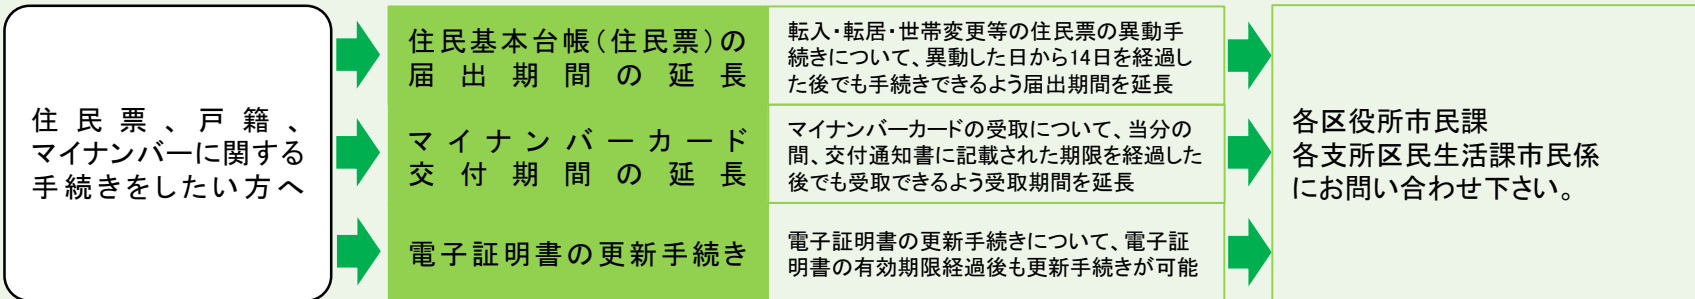 住民票、戸籍、
マイナンバーに関する
手続きをしたい方へ
住民基本台帳(住民票)の
届出期間の延長
転入・転居・世帯変更等の住民票の異動手
続きについて、異動した日から14日を経過し
た後でも手続きできるよう届出期間を延長
マイナンバーカード
交付期間の延長
マイナンバーカードの受取について、当分の
間、交付通知書に記載された期限を経過した
後でも受取できるよう受取期間を延長
電子証明書の更新手続き
電子証明書の更新手続きについて、電子証
明書の有効期限経過後も更新手続きが可能
各区役所市民課
各支所区民生活課市民係
にお問い合わせ下さい。